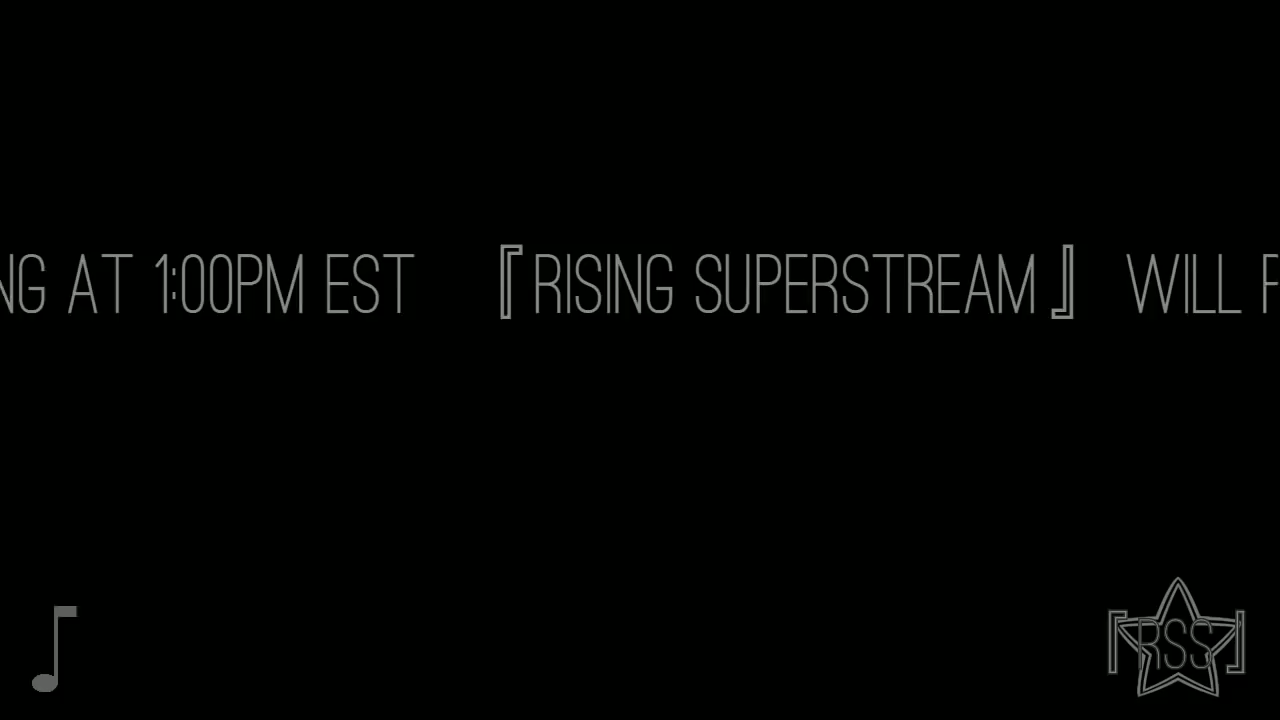 NG AT 1:00PM EST 『RISING SUPERSTREAM』 WILL
『RSS』